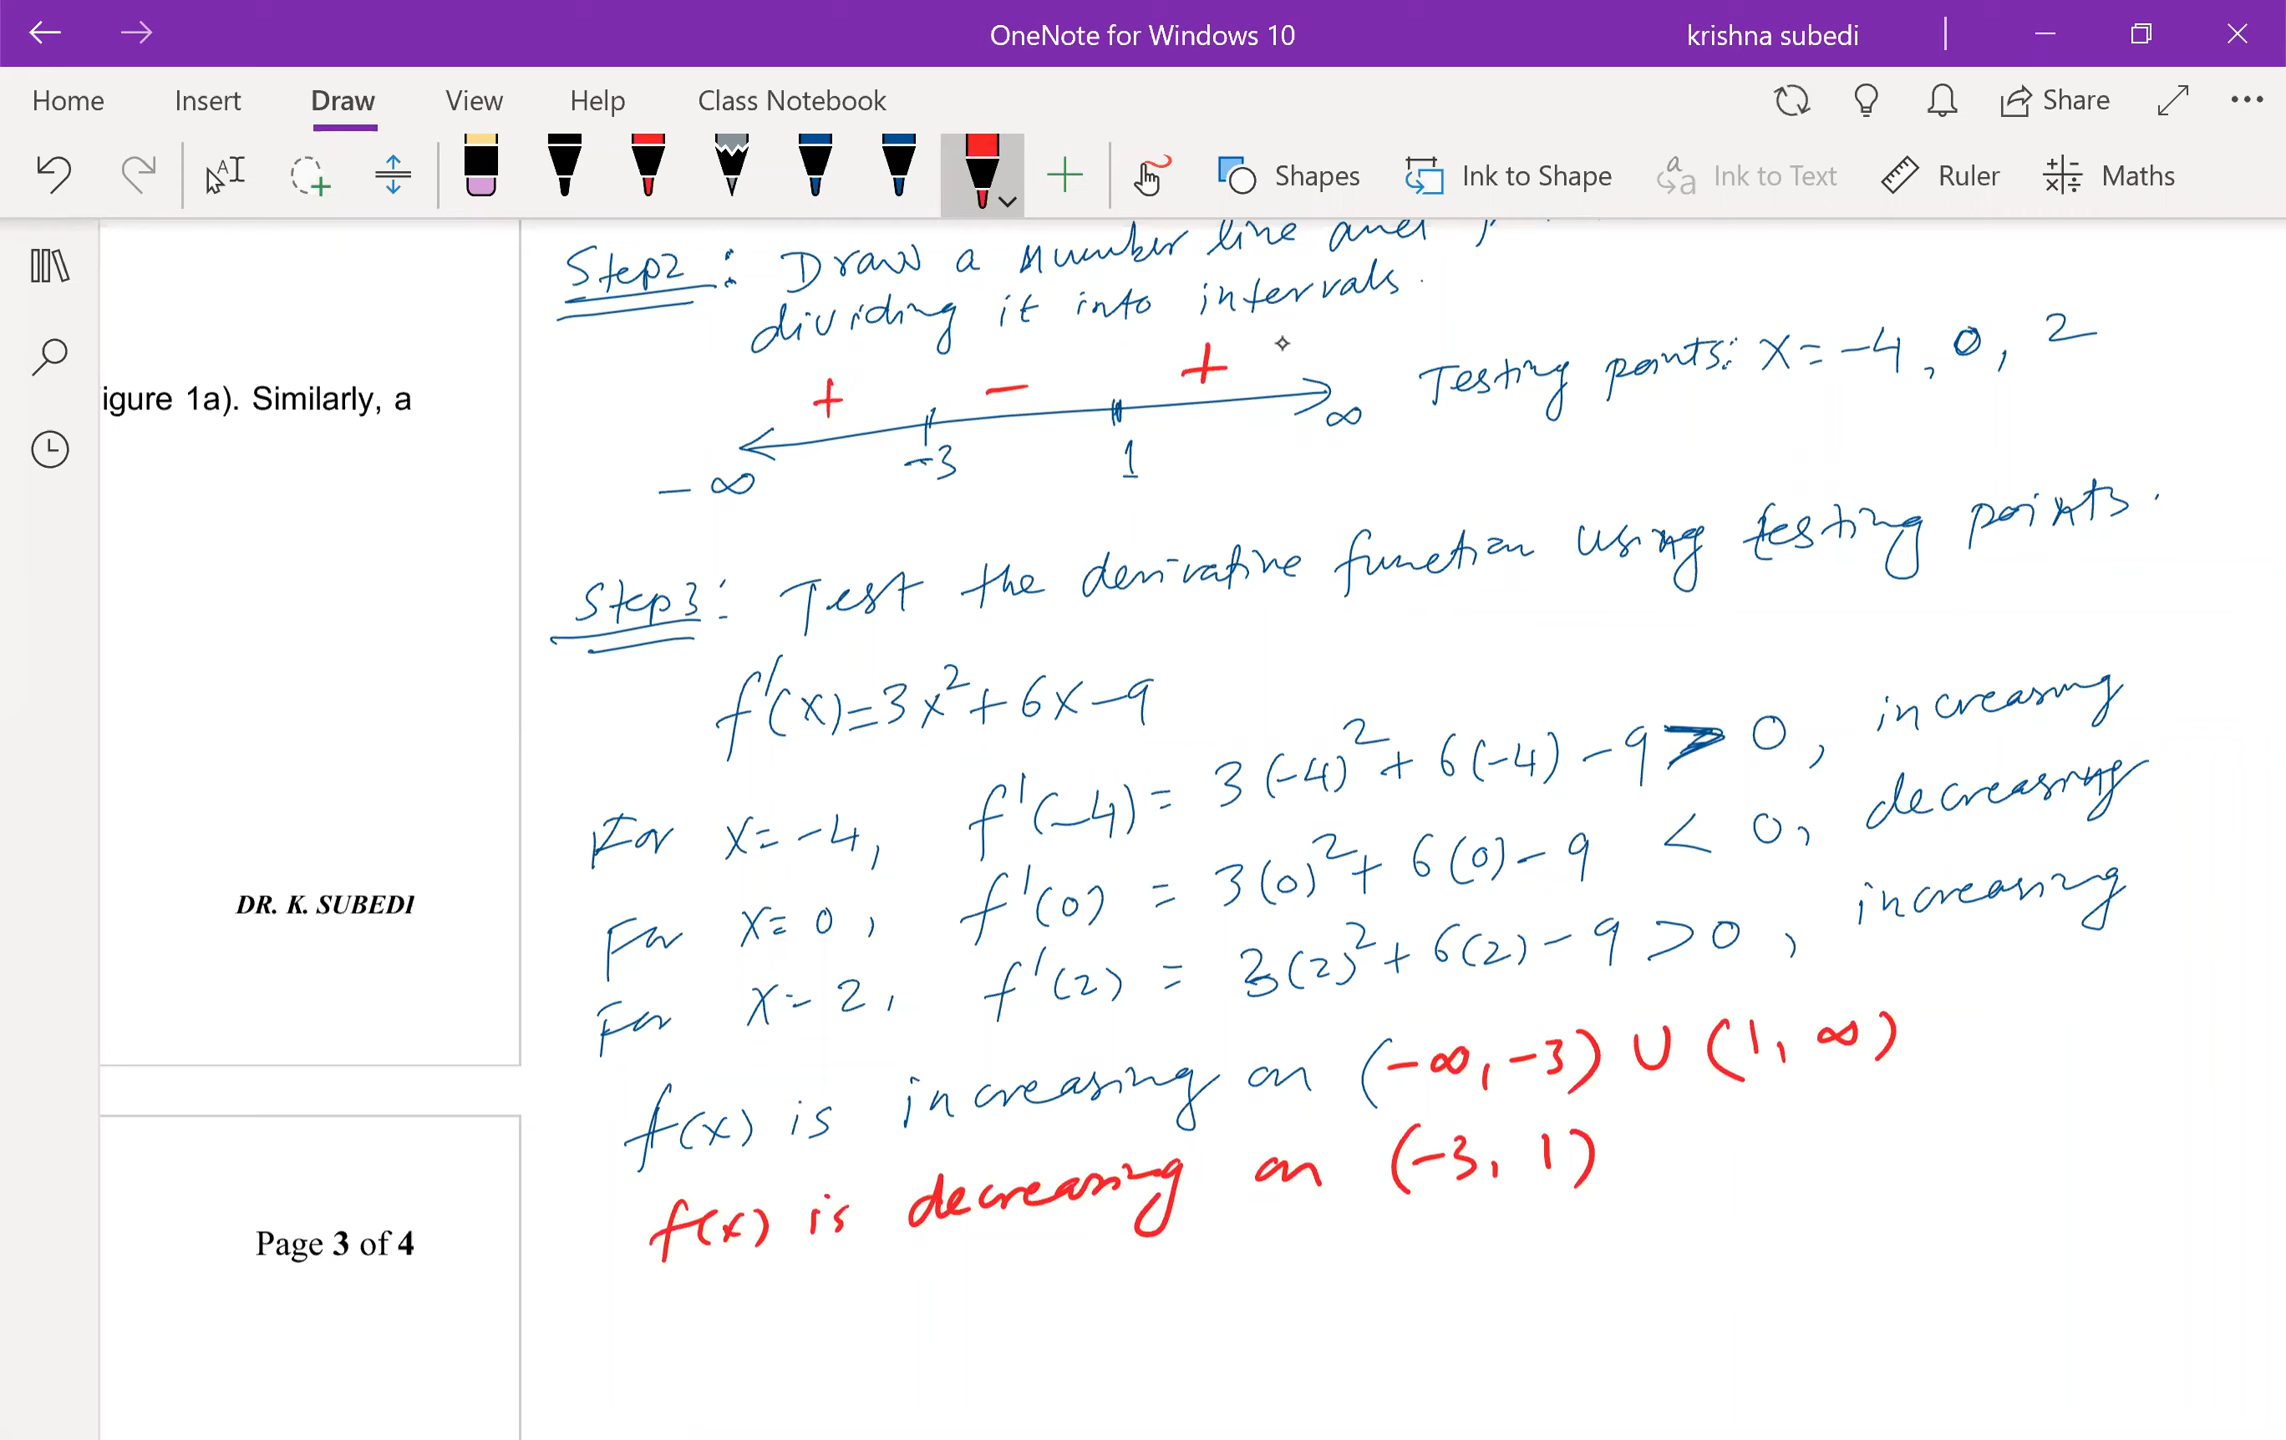 OneNote for Windows 10
krishna subedi
Home Insert Draw View Help Class Notebook
Share
Shapes Ink to Shape Ink to Text Ruler Maths
igure 1a). Similarly, a
DR. K. SUBEDI
Page 3 of 4
Step2: Draw a number line and
dividing it into intervals.
+ − +
Testing points: x = -4, 0, 2
-∞ -3 1 ∞
Step3: Test the derivative function using testing points.
f'(x)=3x²+6x-9
For x= -4, f'(-4) = 3(-4)²+ 6(-4) - 9 > 0, increasing
For x= 0, f'(0) = 3(0)²+ 6(0) - 9 < 0, decreasing
For x= 2, f'(2) = 3(2)²+ 6(2) - 9 > 0, increasing
f(x) is increasing on (-∞, -3) ∪ (1, ∞)
f(x) is decreasing on (-3, 1)